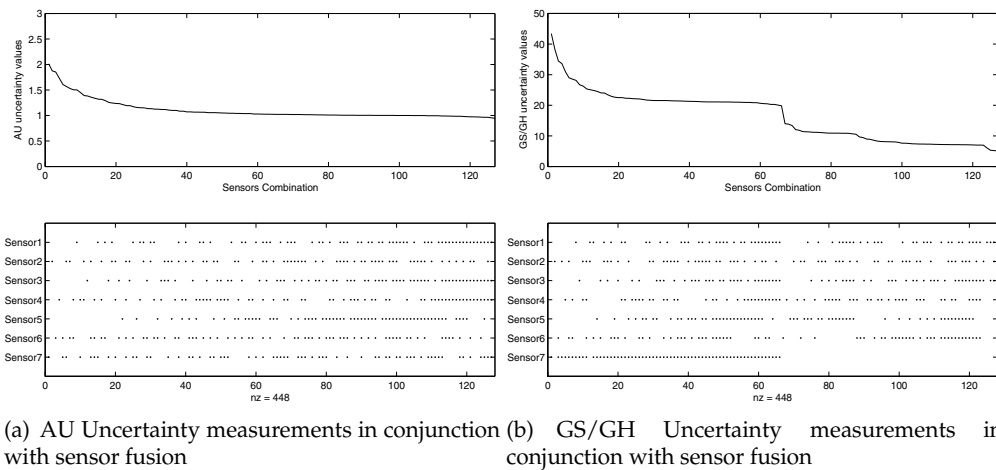 3
2.5
2
1.5
1
0.5
0
AU uncertainty values
0 20 40 60 80 100 120
Sensors Combination
Sensor1
Sensor2
Sensor3
Sensor4
Sensor5
Sensor6
Sensor7
0 20 40 60 80 100 120
nz = 448
(a) AU Uncertainty measurements in conjunction
with sensor fusion
50
40
30
20
10
0
GS/GH uncertainty values
0 20 40 60 80 100 120
Sensors Combination
Sensor1
Sensor2
Sensor3
Sensor4
Sensor5
Sensor6
Sensor7
0 20 40 60 80 100 120
nz = 448
(b) GS/GH Uncertainty measurements in
conjunction with sensor fusion